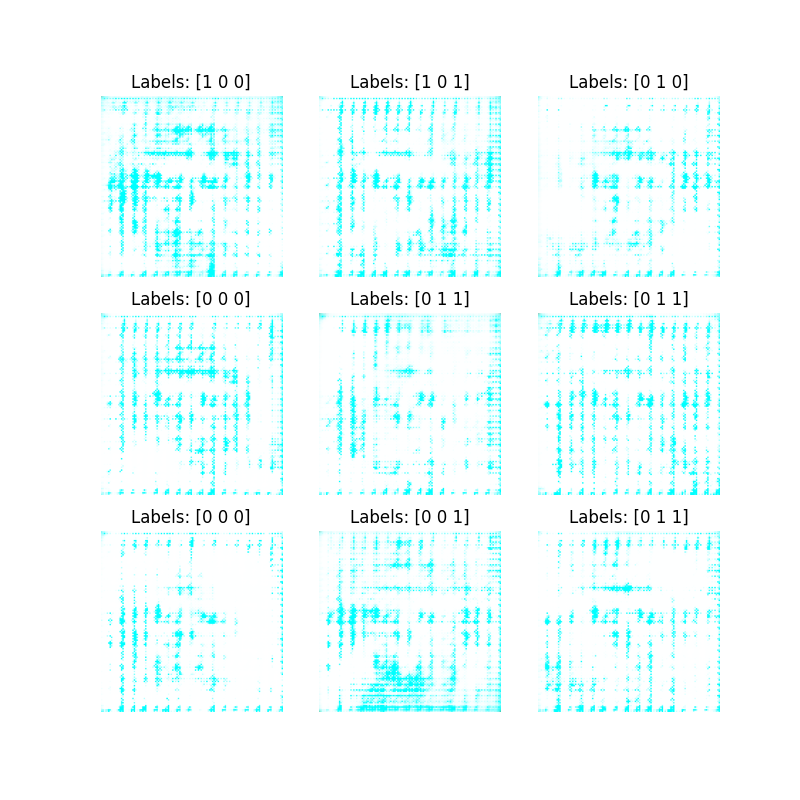 Labels: [1 0 0]
Labels: [1 0 1]
Labels: [0 1 0]
Labels: [0 0 0]
Labels: [0 1 1]
Labels: [0 1 1]
Labels: [0 0 0]
Labels: [0 0 1]
Labels: [0 1 1]